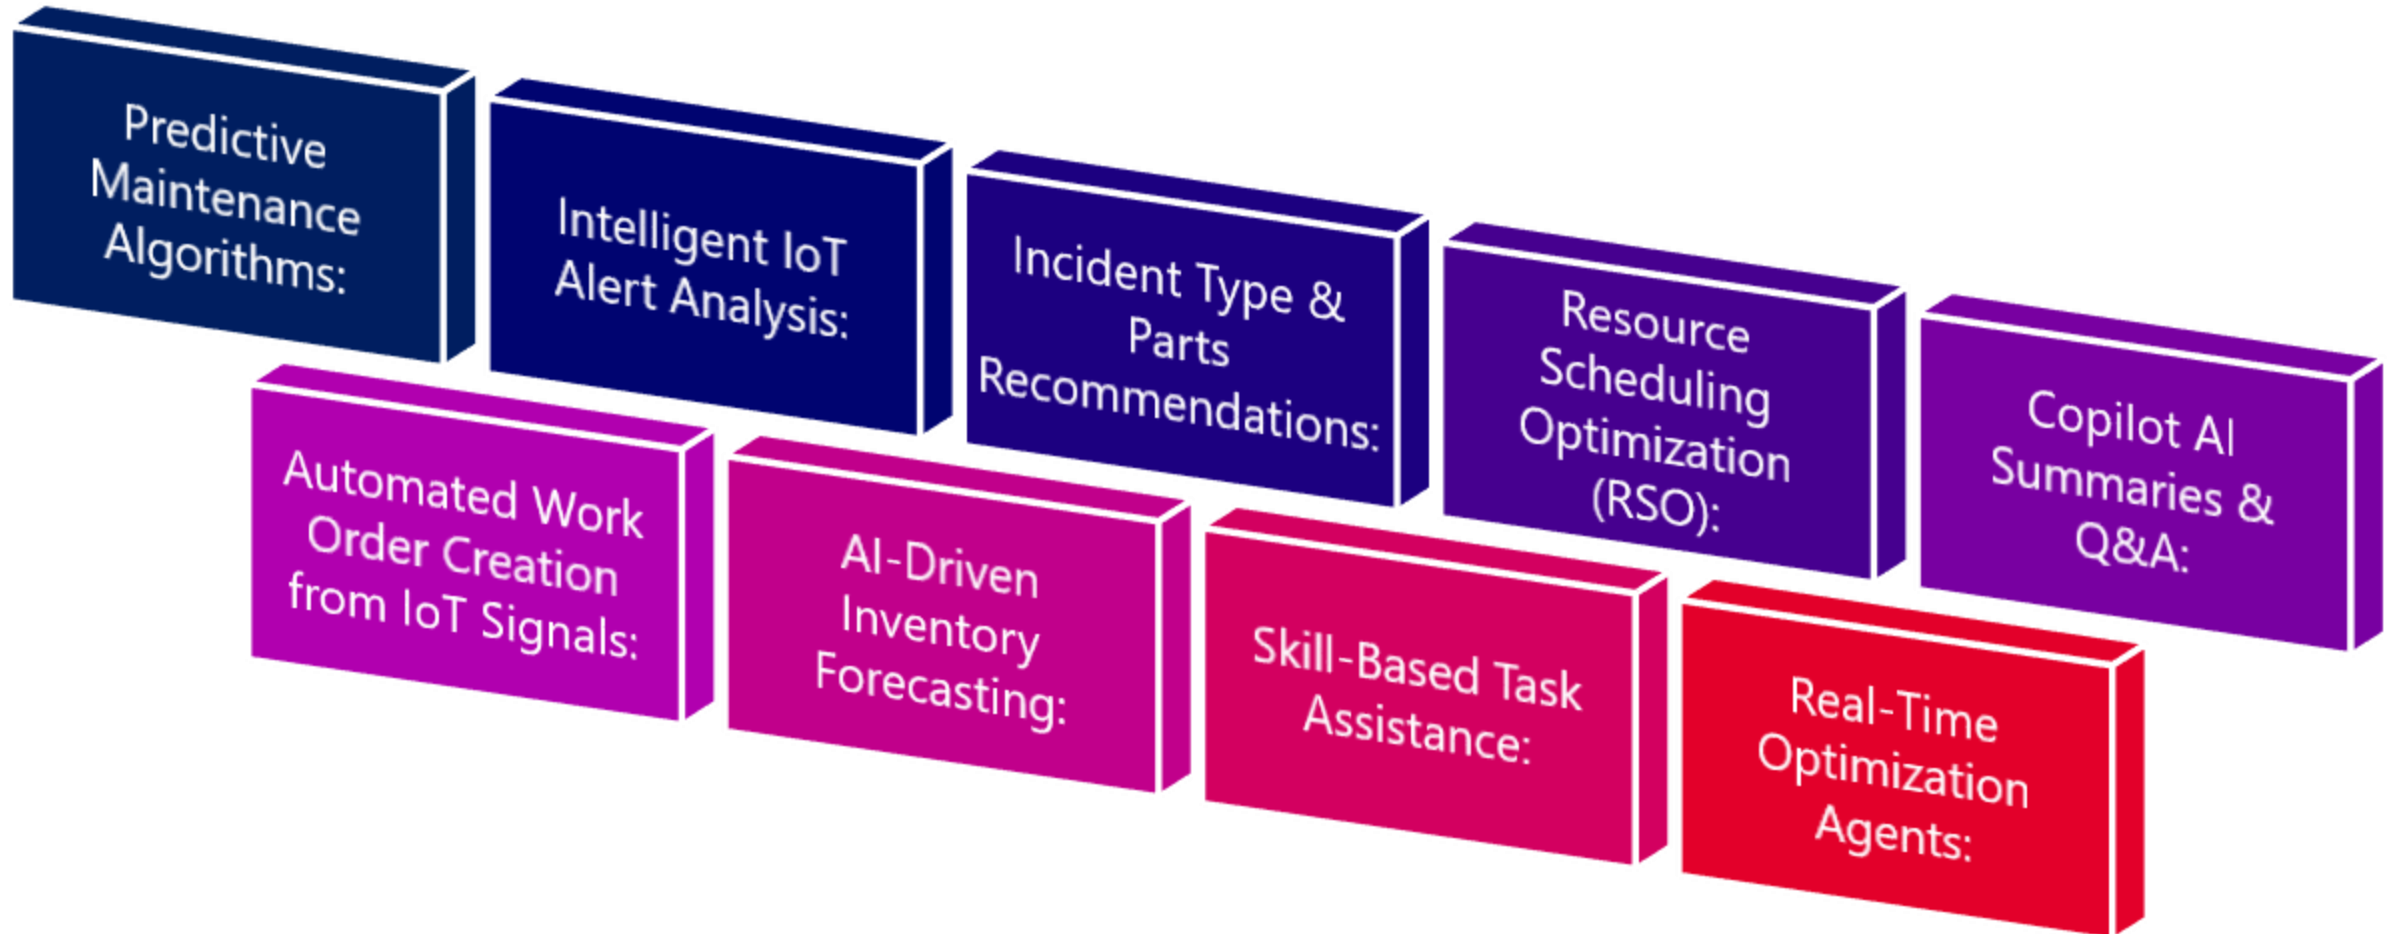 Predictive
Maintenance
Algorithms:
Intelligent IoT
Alert Analysis:
Incident Type &
Parts
Recommendations:
Resource
Scheduling
Optimization
(RSO):
Copilot AI
Summaries &
Q&A:
Automated Work
Order Creation
from IoT Signals:
AI-Driven
Inventory
Forecasting:
Skill-Based Task
Assistance:
Real-Time
Optimization
Agents: